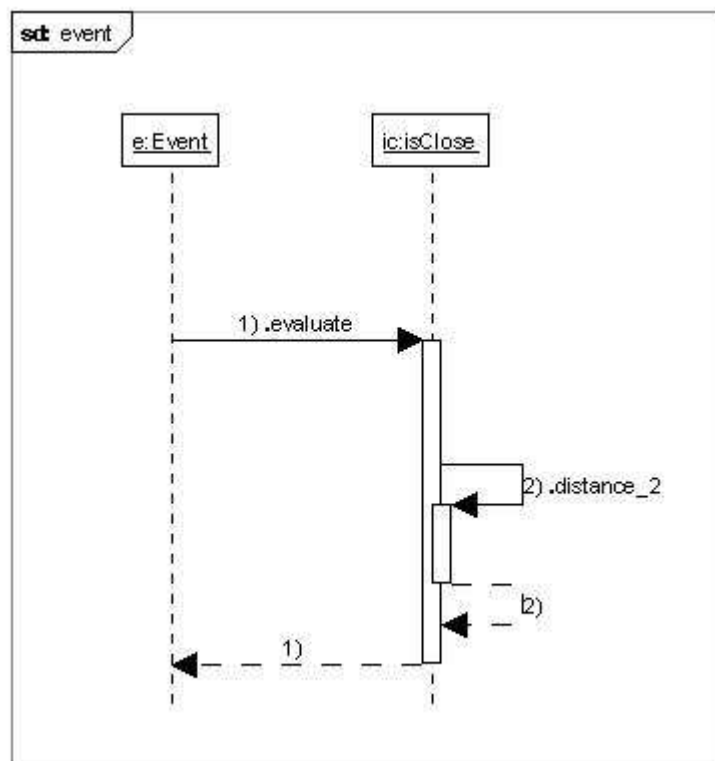 sd: event
e:Event
ic:isClose
1) .evaluate
2) .distance_2
2)
1)